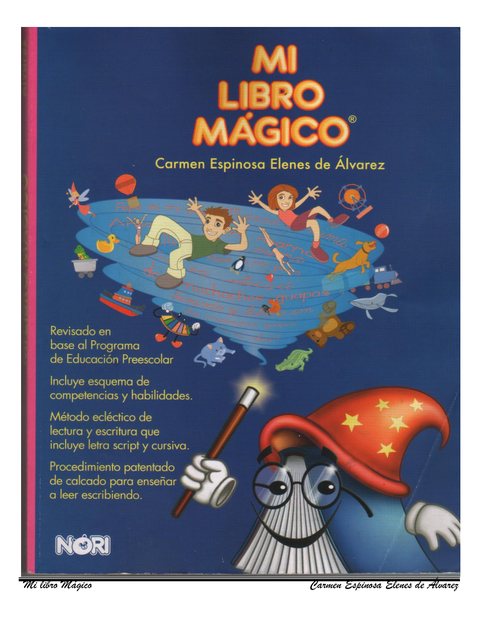 MI
LIBRO
MÁGICO®
Carmen Espinosa Elenes de Álvarez
Revisado en
base al Programa
de Educación Preescolar
Incluye esquema de
competencias y habilidades.
Método ecléctico de
lectura y escritura que
incluye letra script y cursiva.
Procedimiento patentado
de calcado para enseñar
a leer escribiendo.
NORI
Mi libro Mágico Carmen Espinosa Elenes de Álvarez